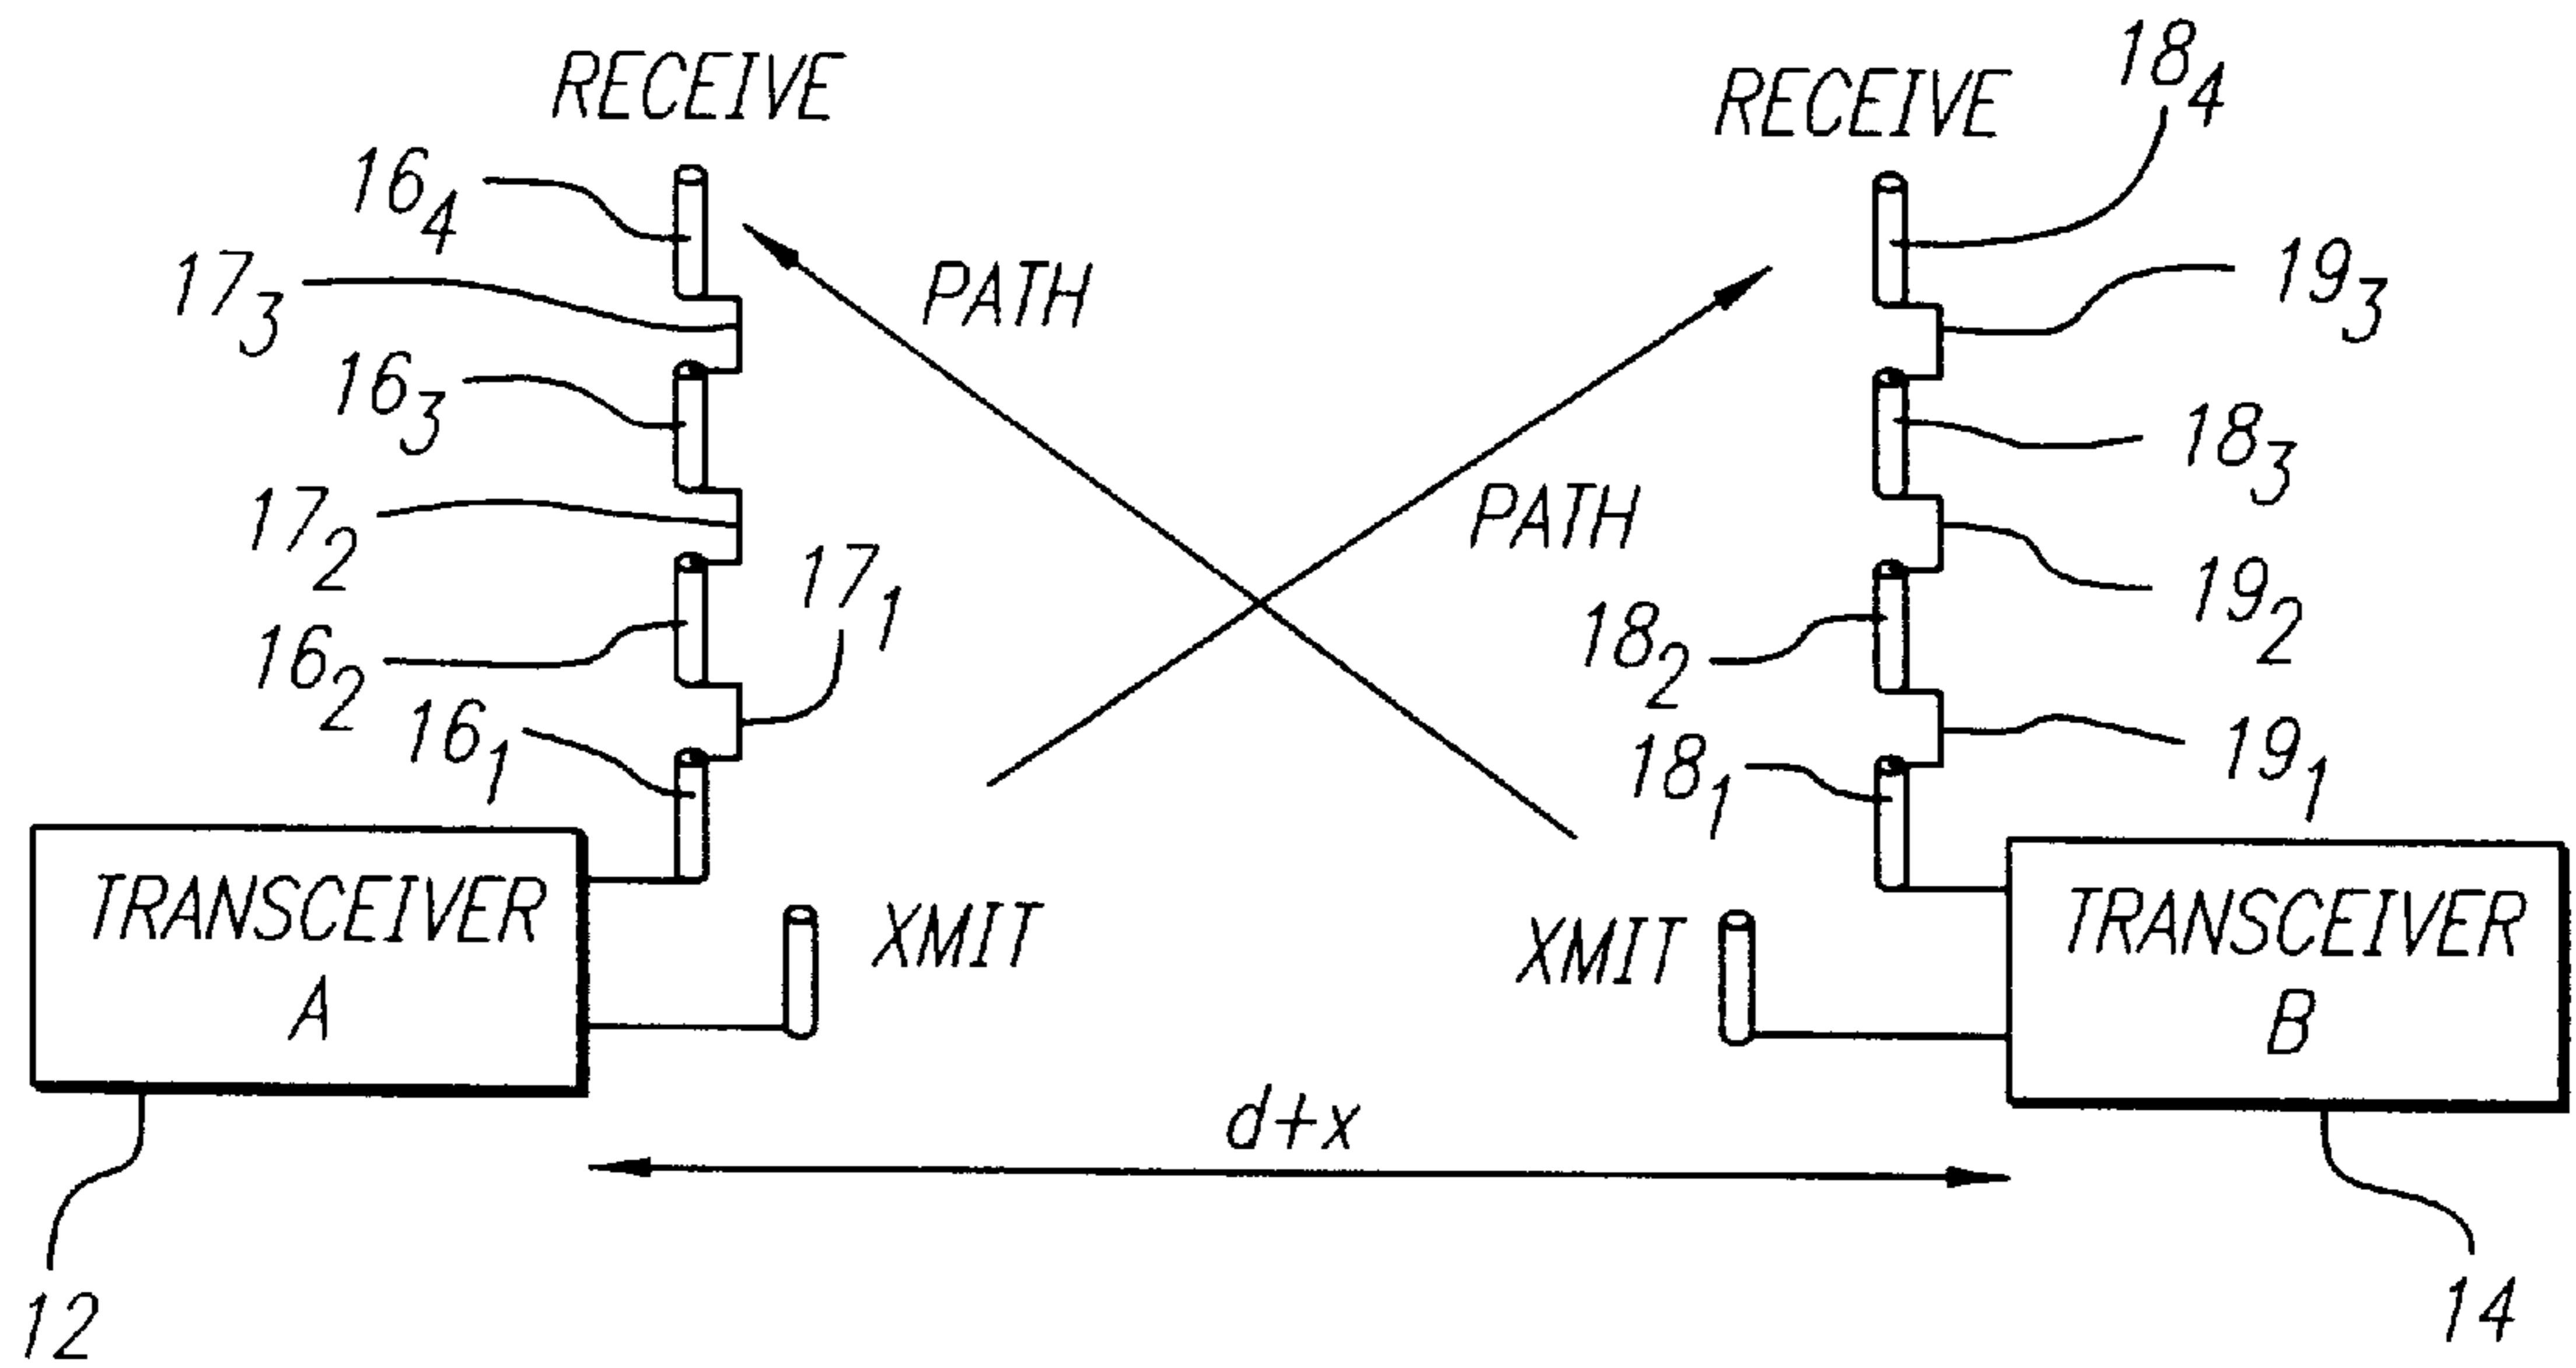 RECEIVE
RECEIVE
18₄
16₄
17₃
PATH
19₃
16₃
18₃
17₂
PATH
17₁
19₂
16₂
18₂
16₁
18₁
19₁
TRANSCEIVER
A
XMIT
XMIT
TRANSCEIVER
B
d+x
12
14